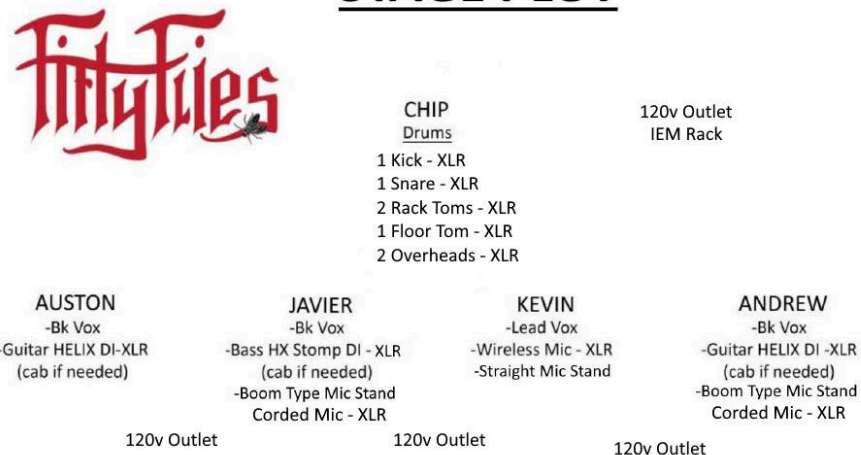 STAGE PLOT
FiftyFlies
CHIP
Drums
1 Kick - XLR
1 Snare - XLR
2 Rack Toms - XLR
1 Floor Tom - XLR
2 Overheads - XLR
120v Outlet
IEM Rack
AUSTON
-Bk Vox
-Guitar HELIX DI-XLR
(cab if needed)
JAVIER
-Bk Vox
-Bass HX Stomp DI - XLR
(cab if needed)
-Boom Type Mic Stand
Corded Mic - XLR
KEVIN
-Lead Vox
-Wireless Mic - XLR
-Straight Mic Stand
ANDREW
-Bk Vox
-Guitar HELIX DI -XLR
(cab if needed)
-Boom Type Mic Stand
Corded Mic - XLR
120v Outlet
120v Outlet
120v Outlet